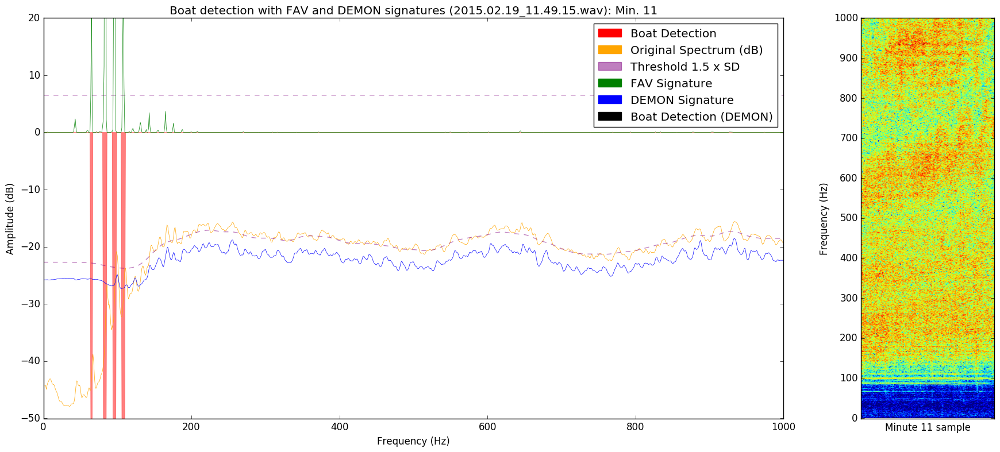 Boat detection with FAV and DEMON signatures (2015.02.19_11.49.15.wav): Min. 11
Boat Detection
Original Spectrum (dB)
Threshold 1.5 x SD
FAV Signature
DEMON Signature
Boat Detection (DEMON)
20
10
0
−10
−20
−30
−40
−50
Amplitude (dB)
0
200
400
600
800
1000
Frequency (Hz)
1000
900
800
700
600
500
400
300
200
100
0
Frequency (Hz)
Minute 11 sample